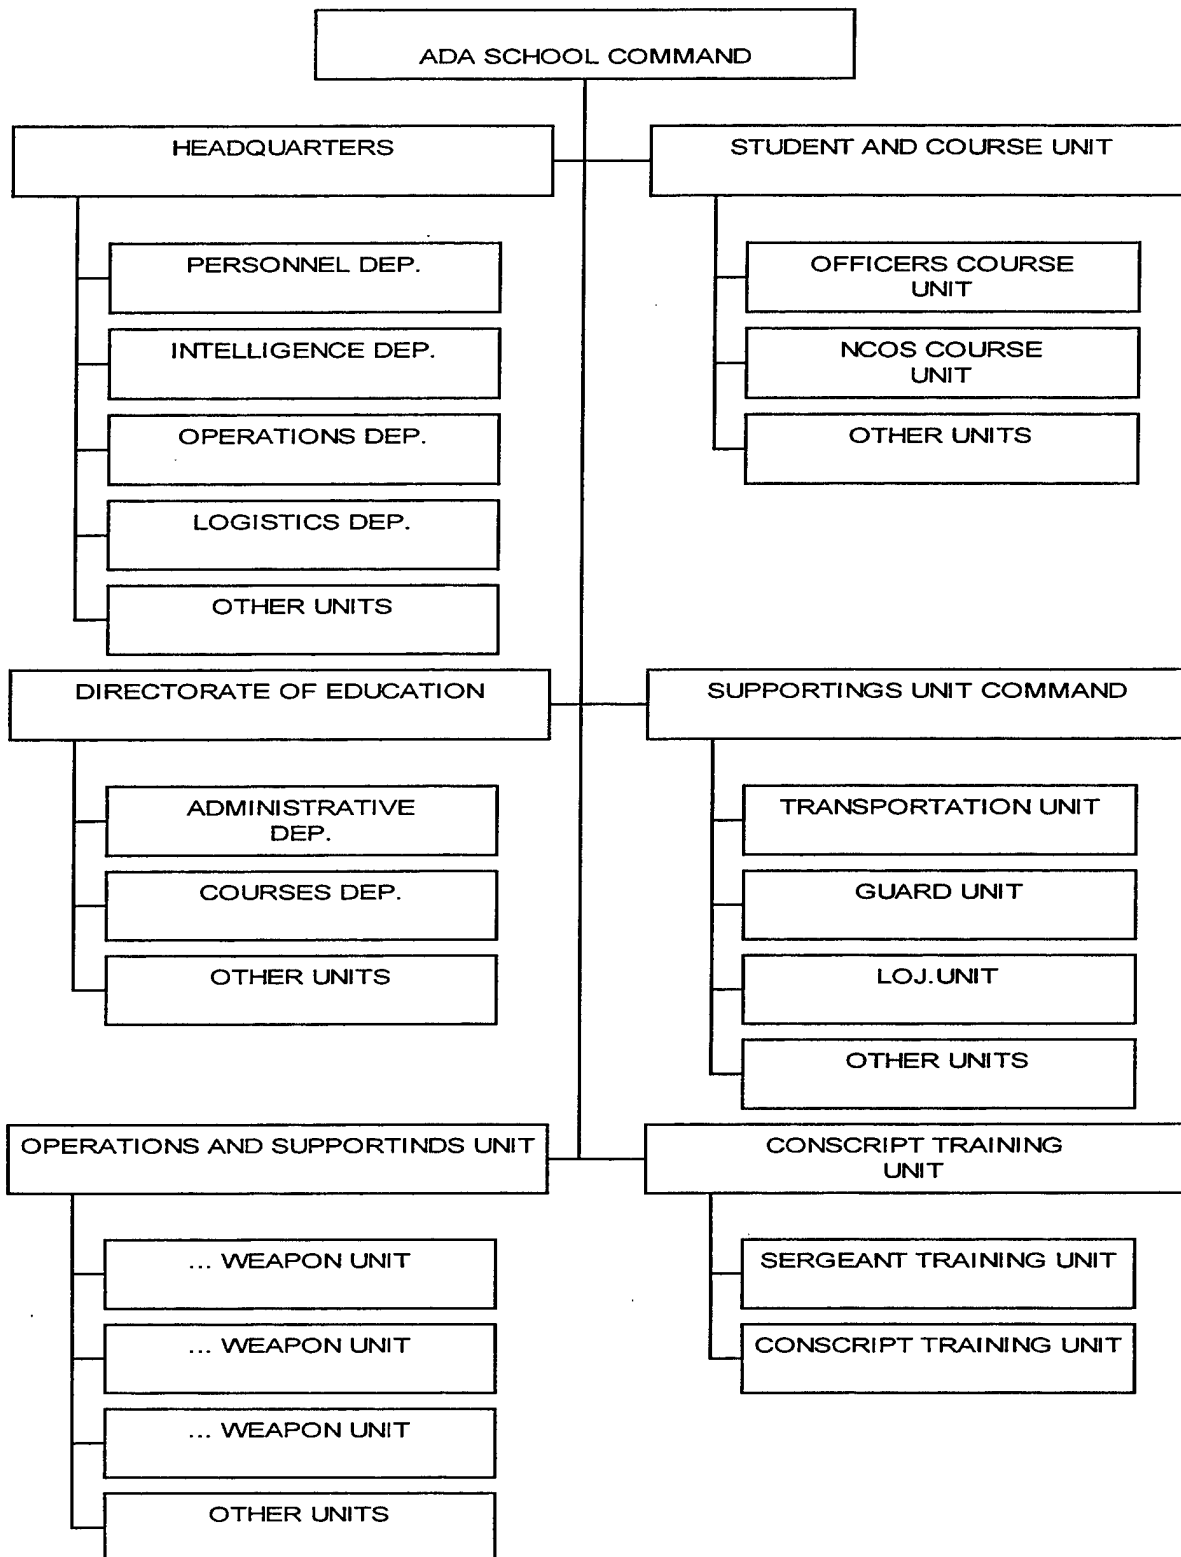 ADA SCHOOL COMMAND
HEADQUARTERS
PERSONNEL DEP.
INTELLIGENCE DEP.
OPERATIONS DEP.
LOGISTICS DEP.
OTHER UNITS
STUDENT AND COURSE UNIT
OFFICERS COURSE
UNIT
NCOS COURSE
UNIT
OTHER UNITS
DIRECTORATE OF EDUCATION
ADMINISTRATIVE
DEP.
COURSES DEP.
OTHER UNITS
SUPPORTINGS UNIT COMMAND
TRANSPORTATION UNIT
GUARD UNIT
LOJ.UNIT
OTHER UNITS
OPERATIONS AND SUPPORTINDS UNIT
... WEAPON UNIT
... WEAPON UNIT
... WEAPON UNIT
OTHER UNITS
CONSCRIPT TRAINING
UNIT
SERGEANT TRAINING UNIT
CONSCRIPT TRAINING UNIT